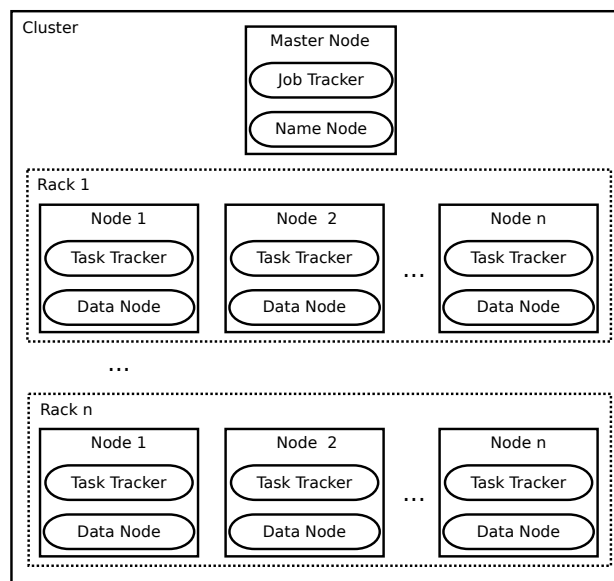 Cluster
Master Node
Job Tracker
Name Node
Rack 1
Node 1 Node 2 Node n
Task Tracker Task Tracker Task Tracker
...
Data Node Data Node Data Node
...
Rack n
Node 1 Node 2 Node n
Task Tracker Task Tracker Task Tracker
...
Data Node Data Node Data Node